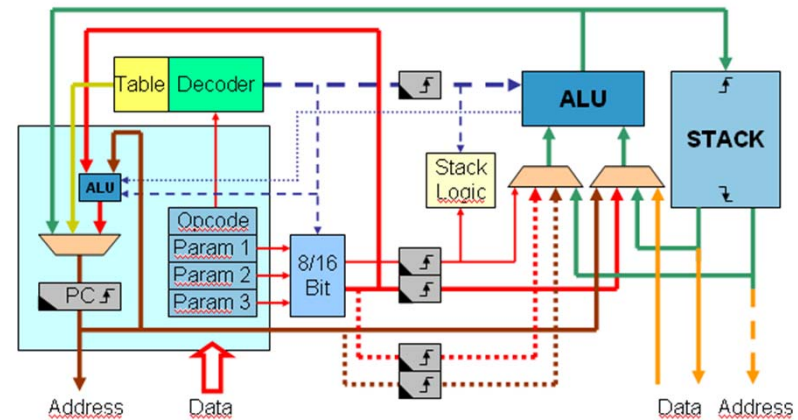 Table
Decoder
ALU
STACK
ALU
Stack
Logic
Opcode
Param 1
Param 2
Param 3
8/16
Bit
PC
Address
Data
Data
Address